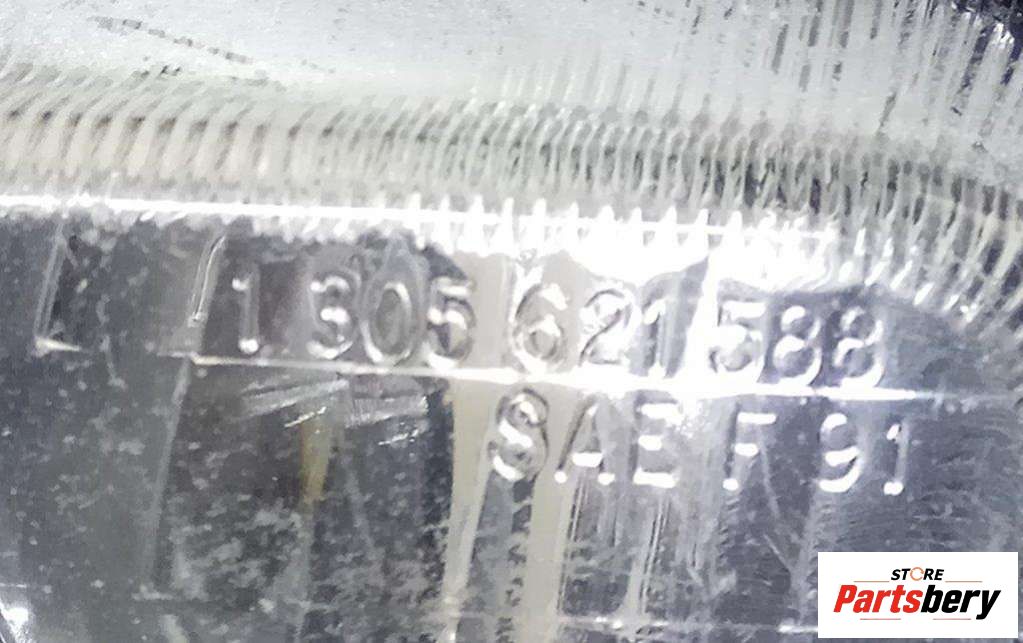 1 305 621 588
SAE F 91
STORE
Partsbery